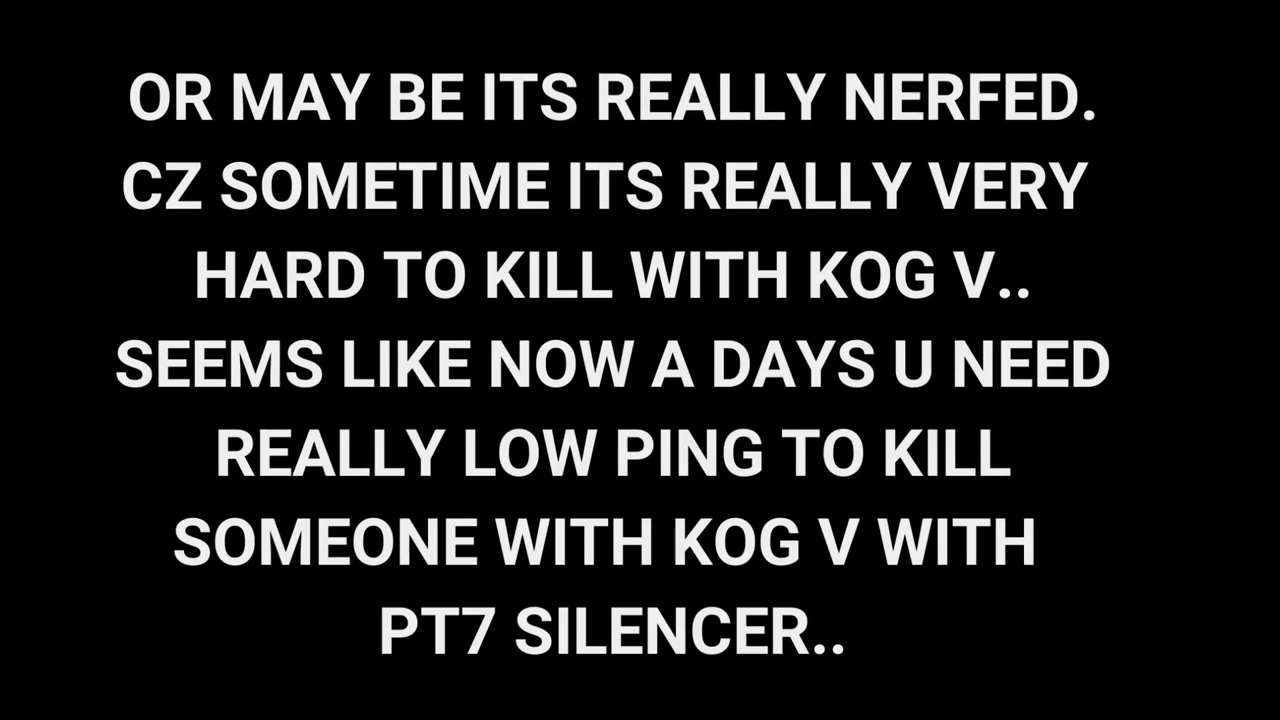 OR MAY BE ITS REALLY NERFED.
CZ SOMETIME ITS REALLY VERY
HARD TO KILL WITH KOG V..
SEEMS LIKE NOW A DAYS U NEED
REALLY LOW PING TO KILL
SOMEONE WITH KOG V WITH
PT7 SILENCER..